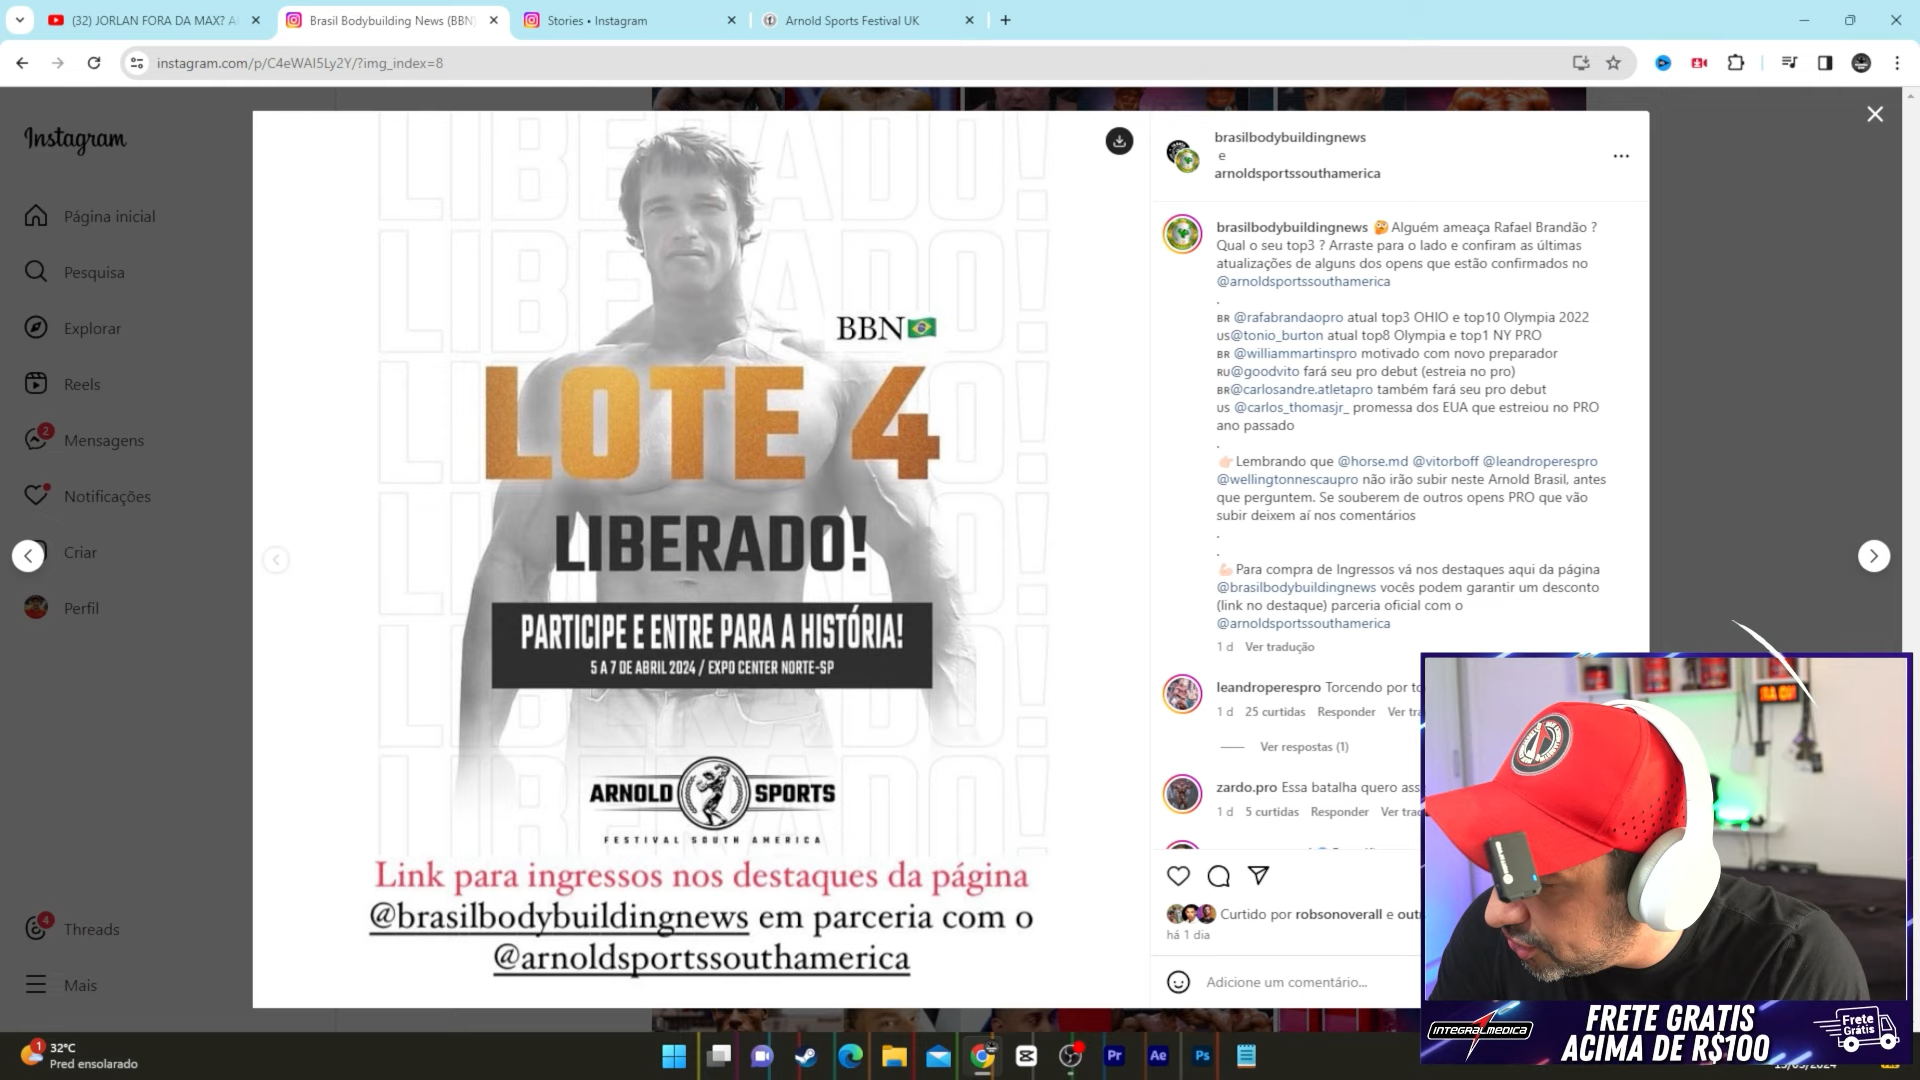 (32) JORLAN FORA DA MAX? A
Brasil Bodybuilding News (BBN)
Stories • Instagram
Arnold Sports Festival UK
instagram.com/p/C4eWAI5Ly2Y/?img_index=8
Instagram
Página inicial
Pesquisa
Explorar
Reels
2
Mensagens
Notificações
Criar
Perfil
4
Threads
Mais
LIBERADO!
LIBERADO!
BBN
LOTE 4
LIBERADO!
PARTICIPE E ENTRE PARA A HISTÓRIA!
5 A 7 DE ABRIL 2024 / EXPO CENTER NORTE-SP
ARNOLD SPORTS
FESTIVAL SOUTH AMERICA
Link para ingressos nos destaques da página
@brasilbodybuildingnews em parceria com o
@arnoldsportssouthamerica
brasilbodybuildingnews
e
arnoldsportssouthamerica
brasilbodybuildingnews 🤔 Alguém ameaça Rafael Brandão ?
Qual o seu top3 ? Arraste para o lado e confiram as últimas
atualizações de alguns dos opens que estão confirmados no
@arnoldsportssouthamerica
.
BR @rafabrandaopro atual top3 OHIO e top10 Olympia 2022
US@tonio_burton atual top8 Olympia e top1 NY PRO
BR @williammartinspro motivado com novo preparador
RU@goodvito fará seu pro debut (estreia no pro)
BR@carlosandre.atletapro também fará seu pro debut
US @carlos_thomasjr_ promessa dos EUA que estreiou no PRO
ano passado
.
👉🏻Lembrando que @horse.md @vitorboff @leandroperespro
@wellingtonnescaupro não irão subir neste Arnold Brasil, antes
que perguntem. Se souberem de outros opens PRO que vão
subir deixem aí nos comentários
.
.
💪🏻Para compra de Ingressos vá nos destaques aqui da página
@brasilbodybuildingnews vocês podem garantir um desconto
(link no destaque) parceria oficial com o
@arnoldsportssouthamerica
1 d Ver tradução
leandroperespro Torcendo por to
1 d 25 curtidas Responder Ver tra
Ver respostas (1)
zardo.pro Essa batalha quero ass
1 d 5 curtidas Responder Ver trad
Curtido por robsonoverall e out
há 1 dia
Adicione um comentário...
INTEGRALMEDICA
FRETE GRATIS
ACIMA DE R$100
Frete
Grátis
1
32°C
Pred ensolarado
Pr
Ae
Ps